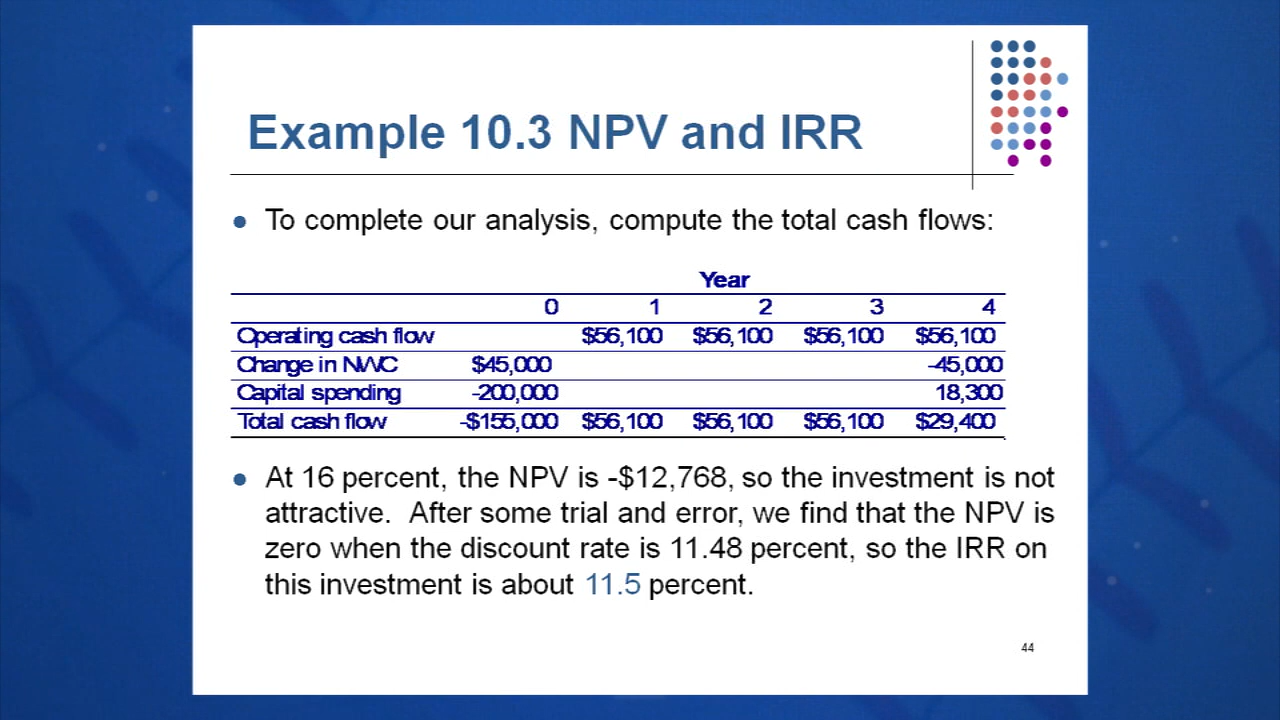 Example 10.3 NPV and IRR
● To complete our analysis, compute the total cash flows:
Year
0 1 2 3 4
Operating cash flow $56,100 $56,100 $56,100 $56,100
Change in NWC $45,000 -45,000
Capital spending -200,000 18,300
Total cash flow -$155,000 $56,100 $56,100 $56,100 $29,400
● At 16 percent, the NPV is -$12,768, so the investment is not
attractive. After some trial and error, we find that the NPV is
zero when the discount rate is 11.48 percent, so the IRR on
this investment is about 11.5 percent.
44